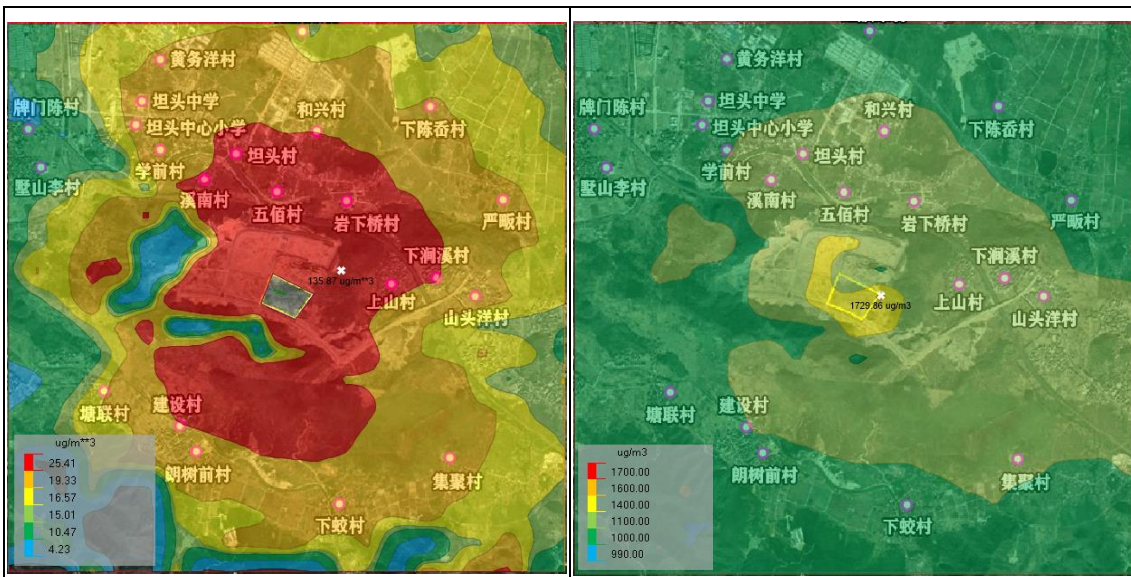 黄务洋村
牌门陈村
坦头中学
和兴村
下陈岙村
坦头中心小学
坦头村
学前村
墅山李村
溪南村
五佰村
岩下桥村
严畈村
下涧溪村
135.87 ug/m**3
上山村
山头洋村
塘联村
建设村
ug/m**3
25.41
19.33
16.57
15.01
10.47
4.23
朗树前村
集聚村
下蛟村
黄务洋村
牌门陈村
坦头中学
和兴村
下陈岙村
坦头中心小学
坦头村
学前村
墅山李村
溪南村
五佰村
岩下桥村
严畈村
下涧溪村
1729.86 ug/m3
上山村
山头洋村
塘联村
建设村
ug/m3
1700.00
1600.00
1400.00
1100.00
1000.00
990.00
朗树前村
集聚村
下蛟村